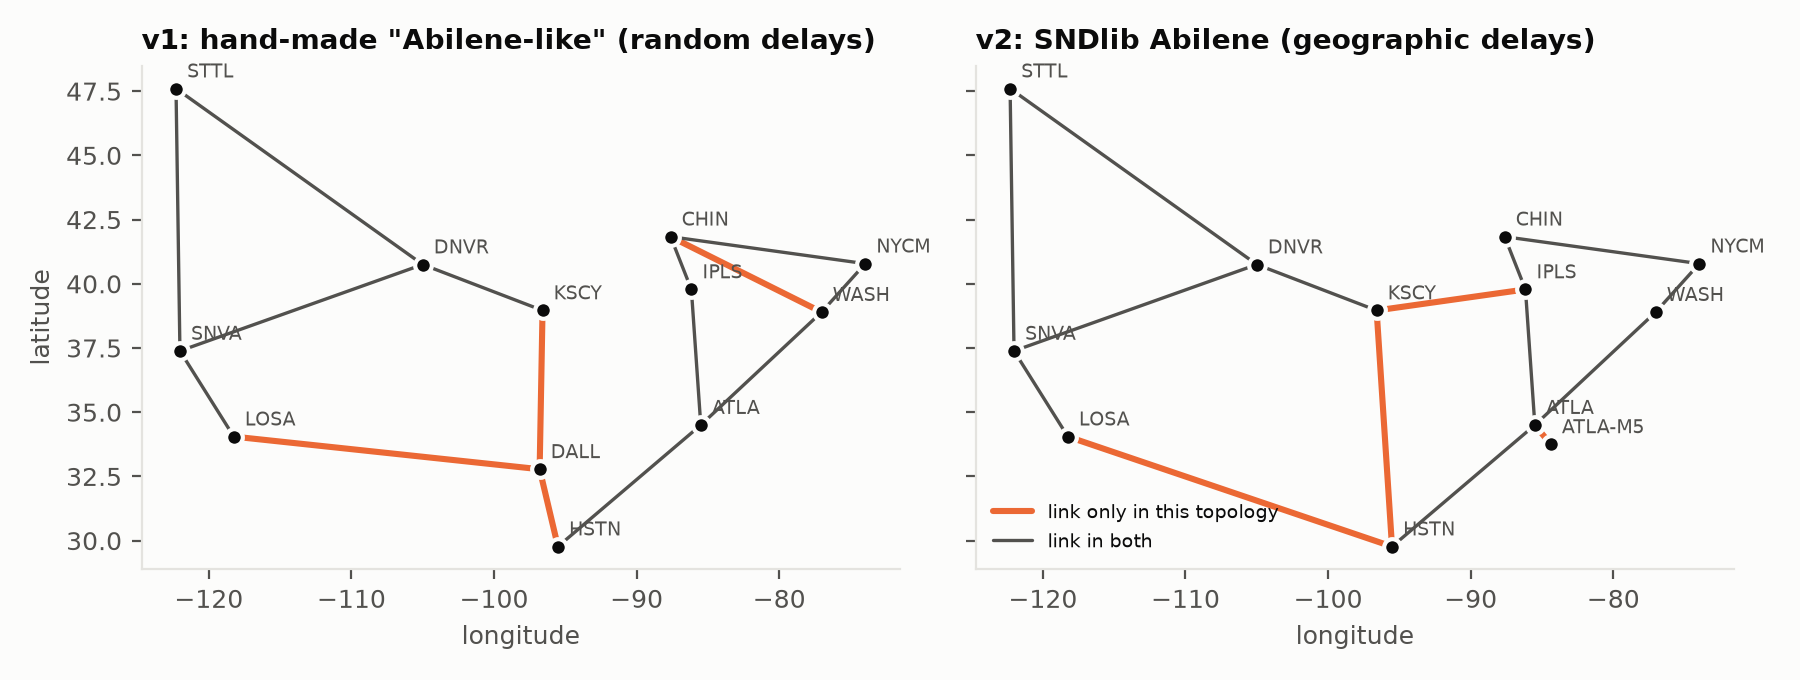 v1: hand-made "Abilene-like" (random delays)
v2: SNDlib Abilene (geographic delays)
STTL
CHIN
NYCM
DNVR
IPLS
KSCY
WASH
SNVA
LOSA
ATLA
DALL
HSTN
47.5
45.0
42.5
40.0
37.5
35.0
32.5
30.0
latitude
−120
−110
−100
−90
−80
longitude
STTL
CHIN
NYCM
DNVR
IPLS
KSCY
WASH
SNVA
LOSA
ATLA
ATLA-M5
HSTN
link only in this topology
link in both
−120
−110
−100
−90
−80
longitude